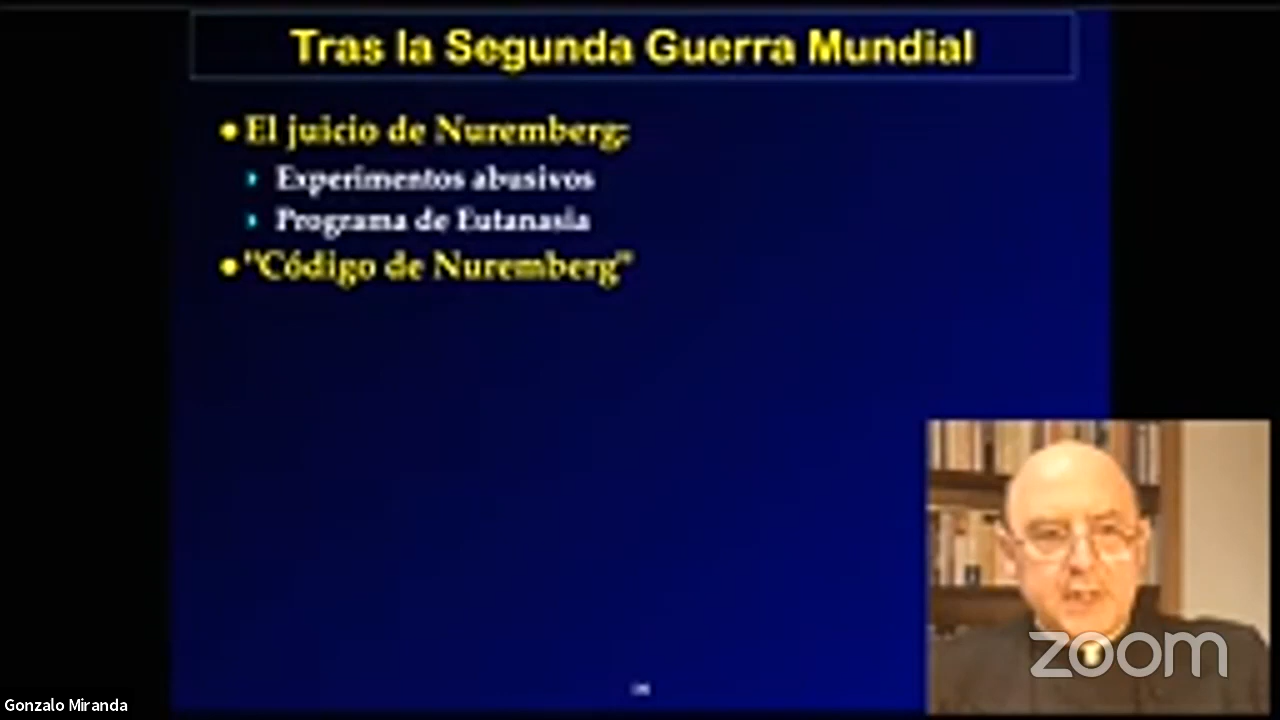 Tras la Segunda Guerra Mundial
El juicio de Nuremberg:
Experimentos abusivos
Programa de Eutanasia
"Código de Nuremberg"
zoom
Gonzalo Miranda